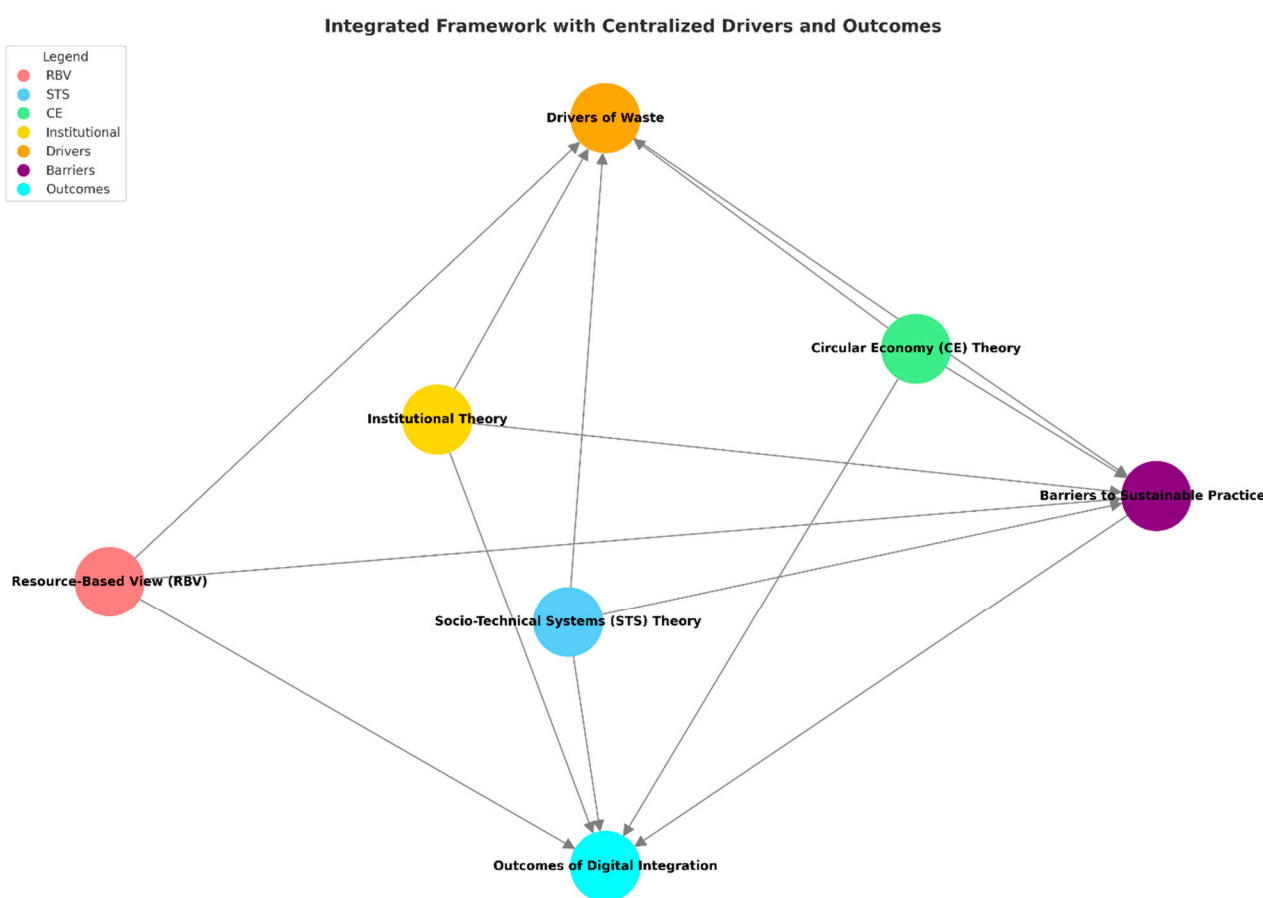 Integrated Framework with Centralized Drivers and Outcomes
Legend
RBV
STS
CE
Institutional
Drivers
Barriers
Outcomes
Drivers of Waste
Circular Economy (CE) Theory
Institutional Theory
Barriers to Sustainable Practice
Resource-Based View (RBV)
Socio-Technical Systems (STS) Theory
Outcomes of Digital Integration